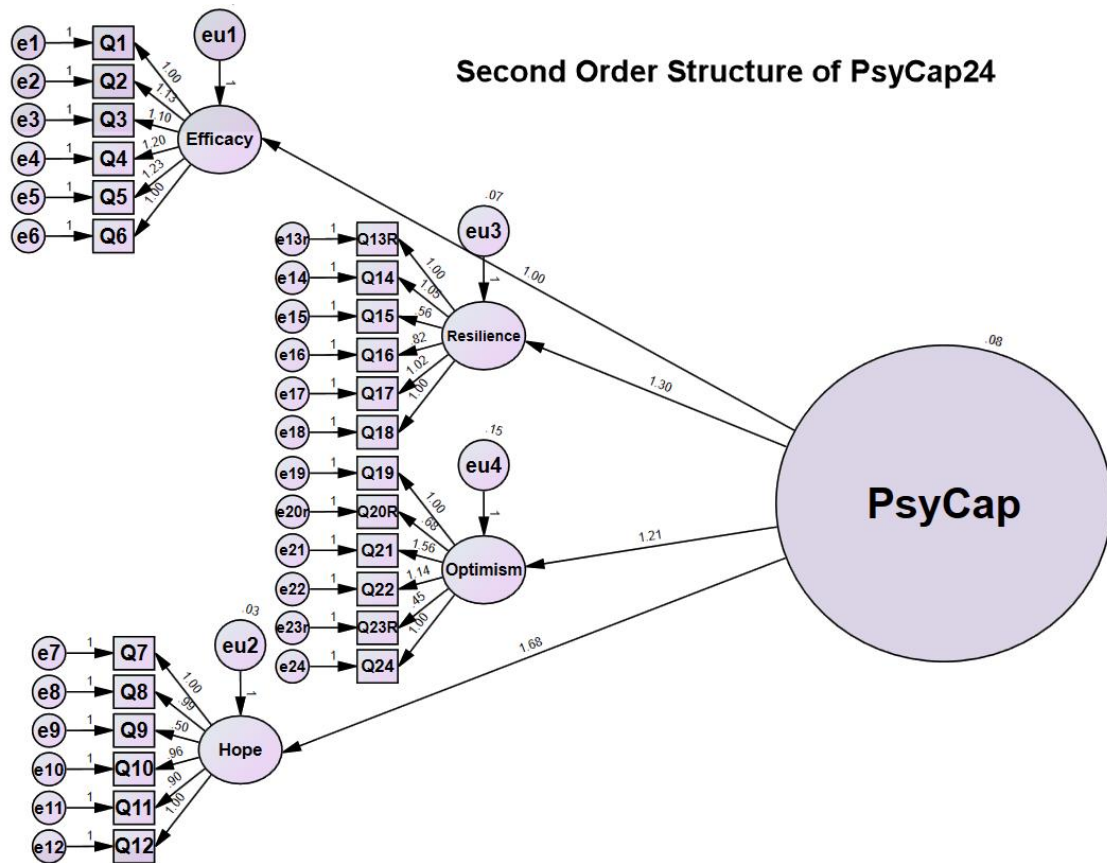 Second Order Structure of PsyCap24
e1 1 Q1 1.00
e2 1 Q2 1.13
e3 1 Q3 1.10
e4 1 Q4 1.20
e5 1 Q5 1.23
e6 1 Q6 1.00
eu1
1
Efficacy
1.00
e13r 1 Q13R 1.00
e14 1 Q14 1.05
e15 1 Q15 .56
e16 1 Q16 .82
e17 1 Q17 1.02
e18 1 Q18 1.00
.07
eu3
1
Resilience
1.30
e19 1 Q19 1.00
e20r 1 Q20R .68
e21 1 Q21 1.56
e22 1 Q22 1.14
e23r 1 Q23R .45
e24 1 Q24 1.00
.15
eu4
1
Optimism
1.21
.08
PsyCap
e7 1 Q7 1.00
e8 1 Q8 .99
e9 1 Q9 .50
e10 1 Q10 .96
e11 1 Q11 .90
e12 1 Q12 1.00
.03
eu2
1
Hope
1.68